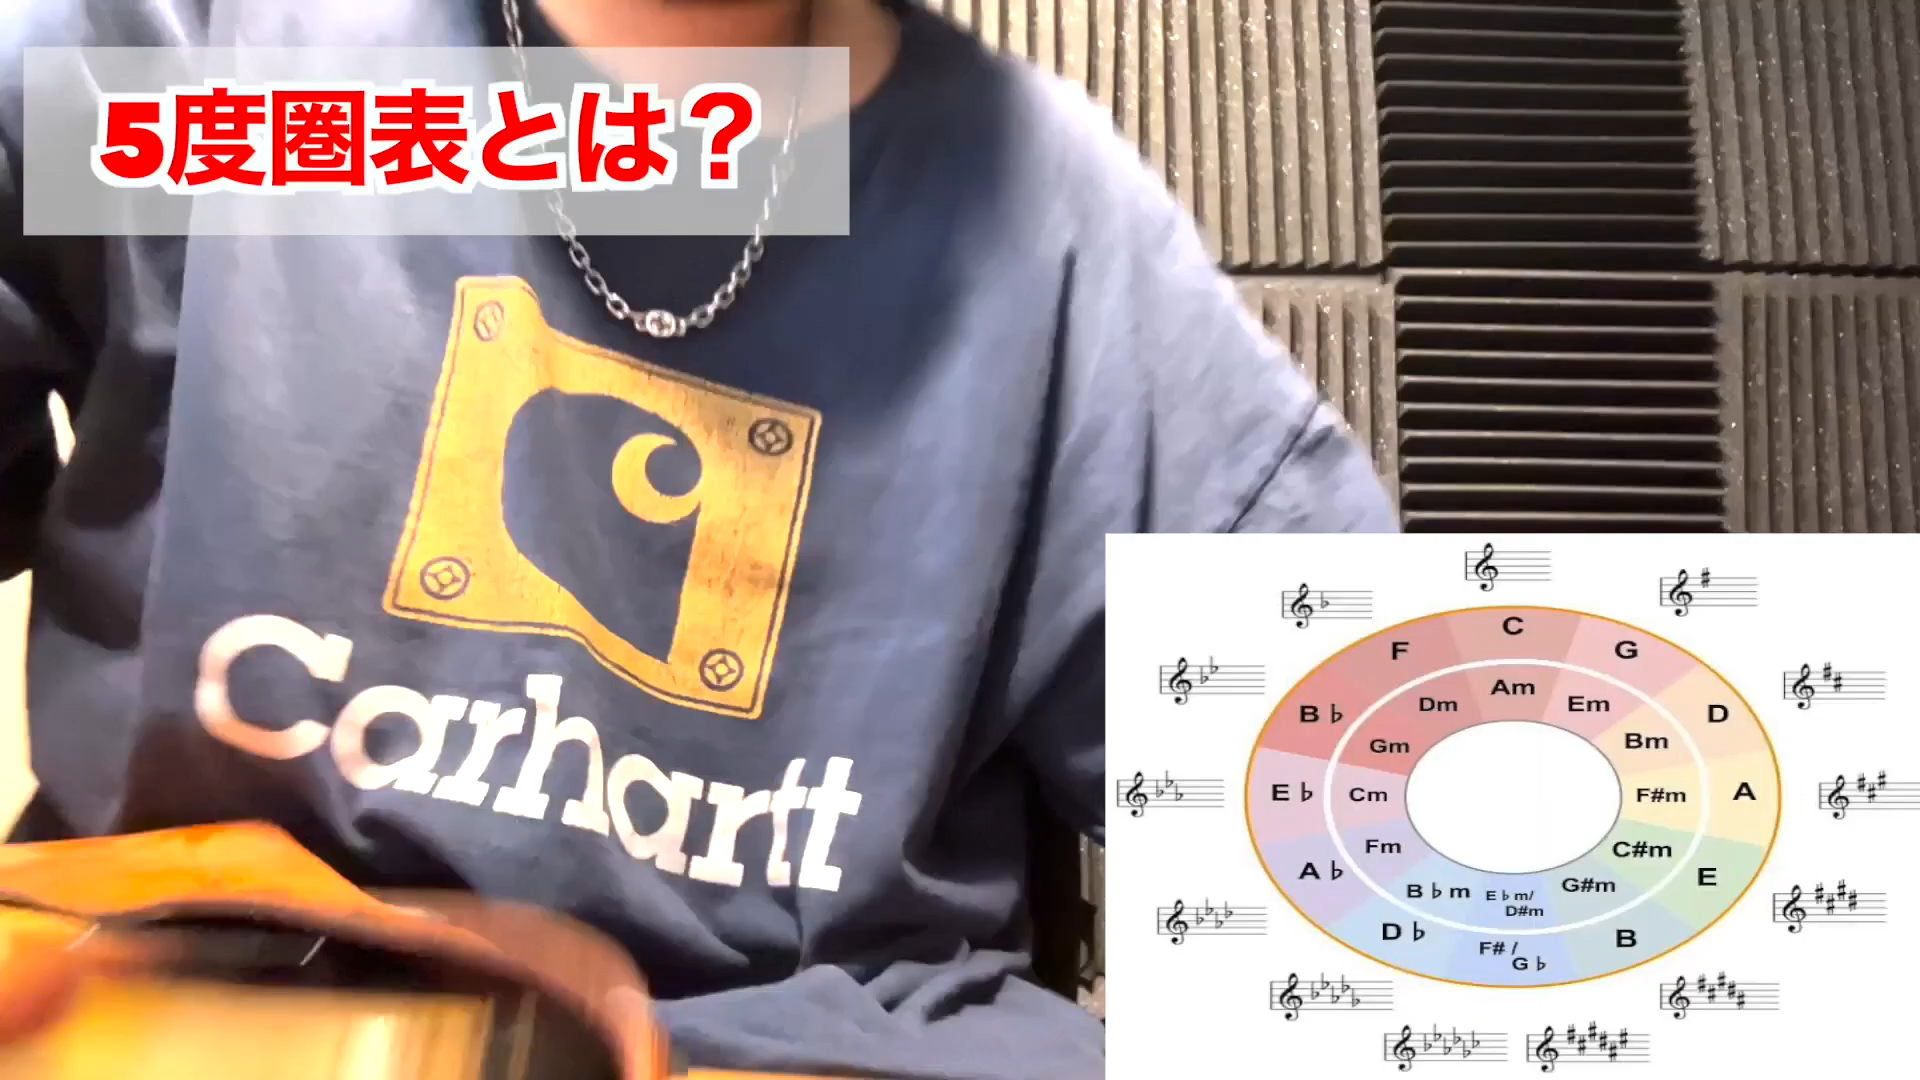 5度圏表とは？
Carhartt
C
F
G
Am
Dm
Em
B♭
D
Gm
Bm
E♭
Cm
F#m
A
Fm
C#m
A♭
E
B♭m
E♭m/
D#m
G#m
D♭
B
F# /
G♭